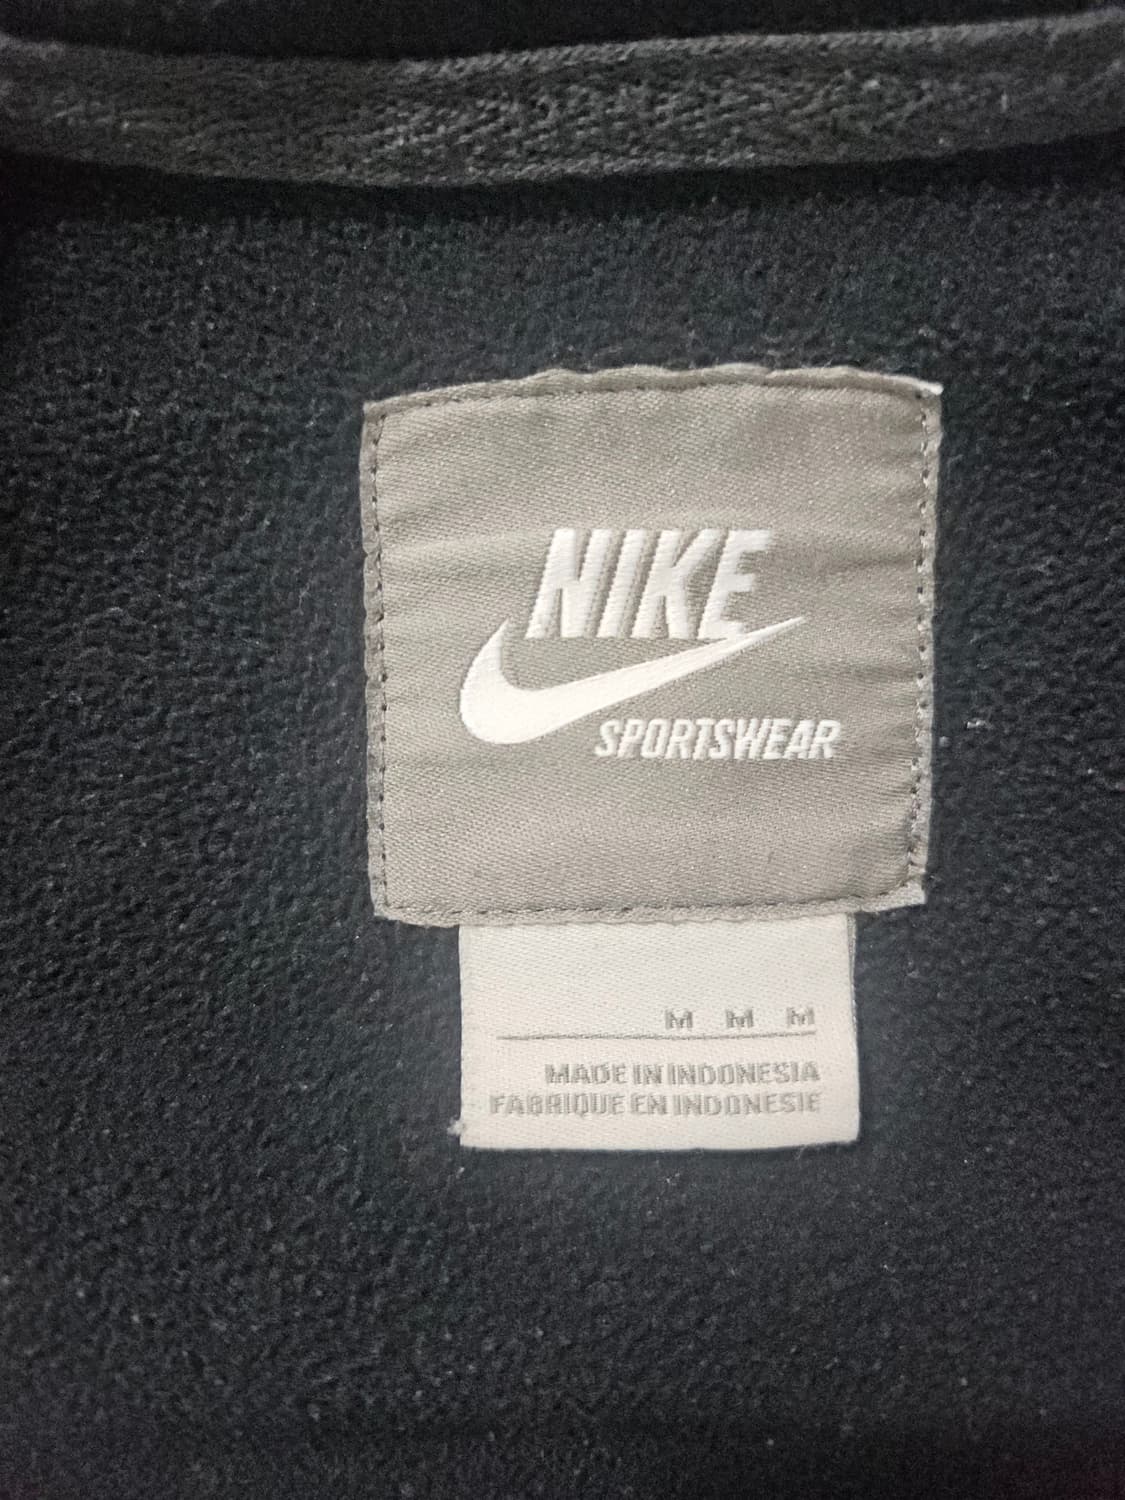 NIKE
SPORTSWEAR
M M M
MADE IN INDONESIA
FABRIQUE EN INDONESIE